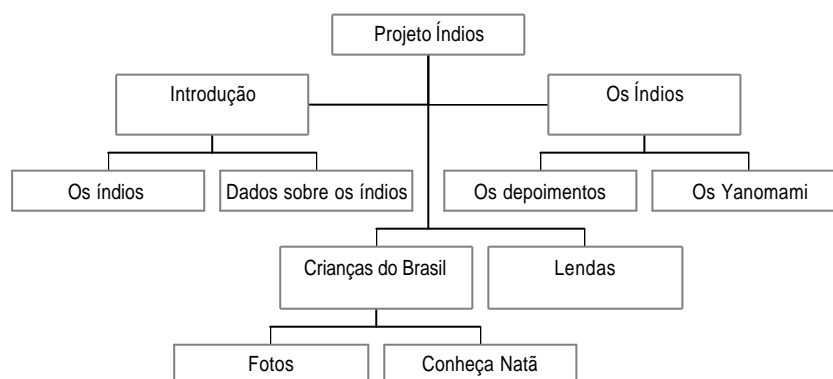 Projeto Índios
Introdução
Os Índios
Os índios
Dados sobre os índios
Os depoimentos
Os Yanomami
Crianças do Brasil
Lendas
Fotos
Conheça Natã